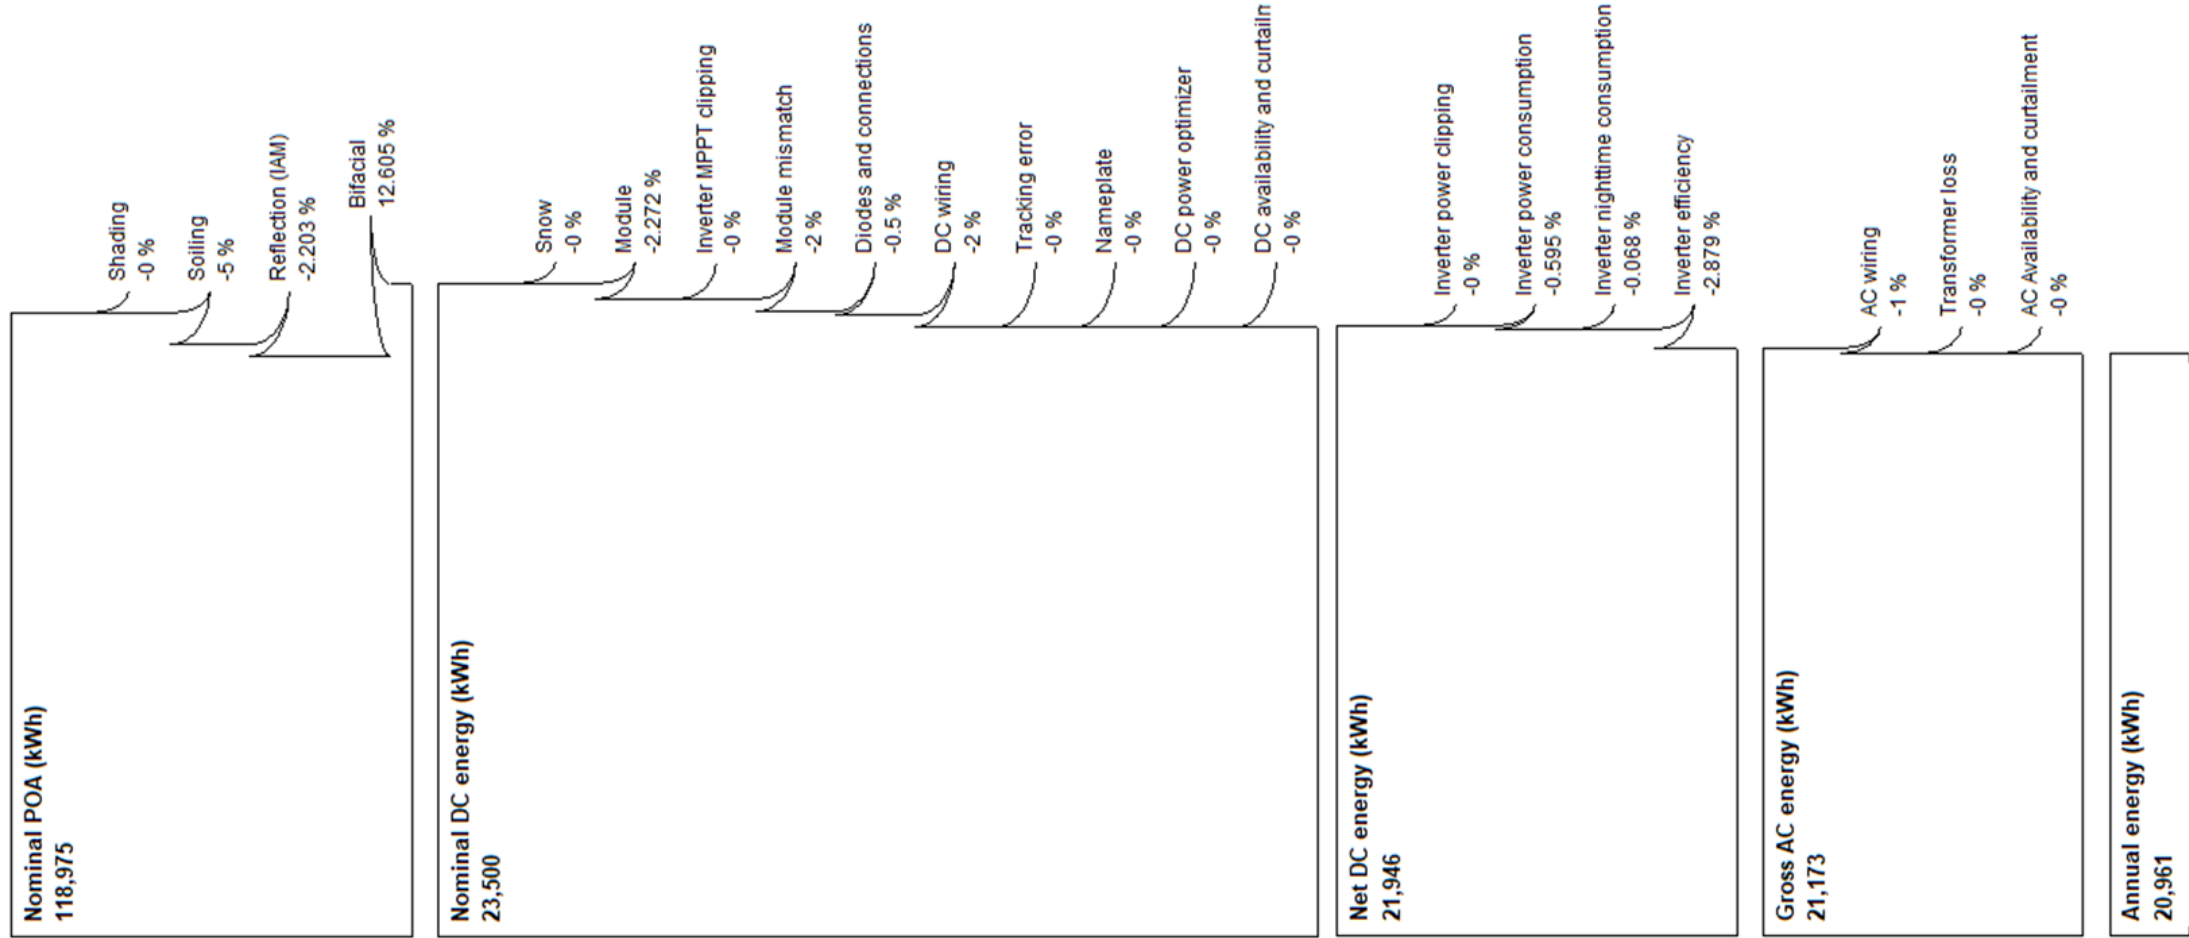 Nominal POA (kWh)
118,975
Shading
-0 %
Soiling
-5 %
Reflection (IAM)
-2.203 %
Bifacial
12.605 %
Nominal DC energy (kWh)
23,500
Snow
-0 %
Module
-2.272 %
Inverter MPPT clipping
-0 %
Module mismatch
-2 %
Diodes and connections
-0.5 %
DC wiring
-2 %
Tracking error
-0 %
Nameplate
-0 %
DC power optimizer
-0 %
DC availability and curtailn
-0 %
Net DC energy (kWh)
21,946
Inverter power clipping
-0 %
Inverter power consumption
-0.595 %
Inverter nighttime consumption
-0.068 %
Inverter efficiency
-2.879 %
Gross AC energy (kWh)
21,173
AC wiring
-1 %
Transformer loss
-0 %
AC Availability and curtailment
-0 %
Annual energy (kWh)
20,961